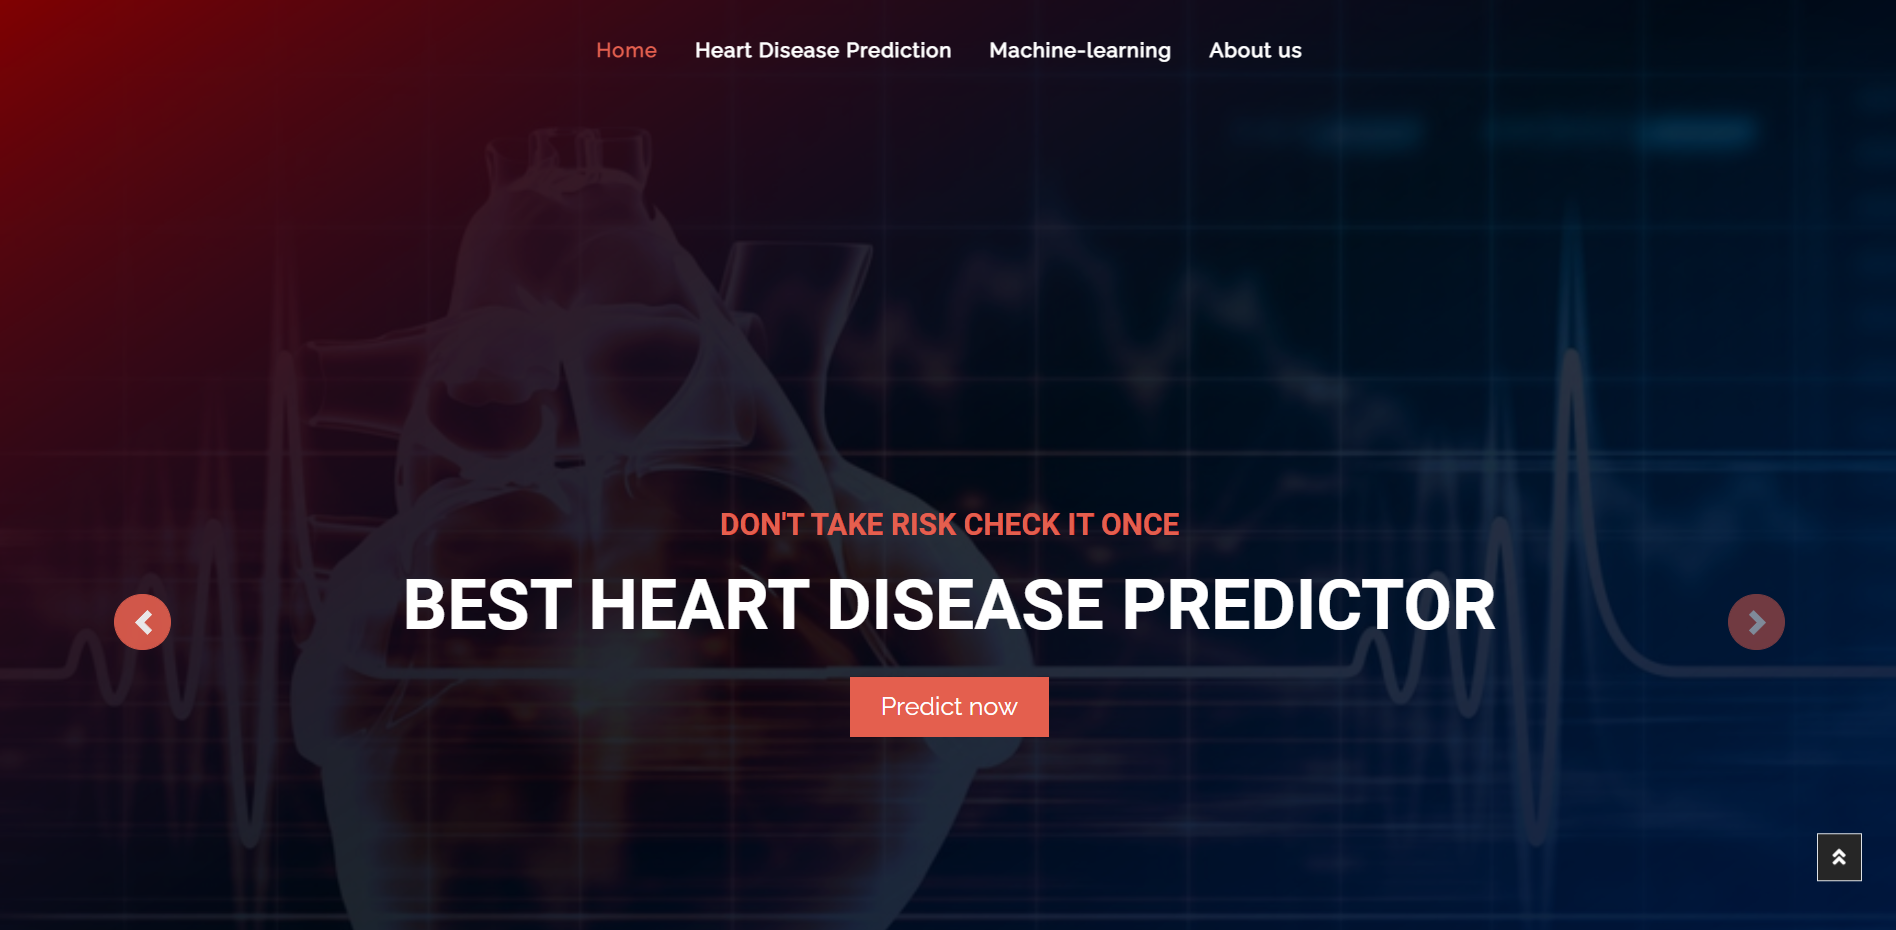 Home Heart Disease Prediction Machine-learning About us
DON'T TAKE RISK CHECK IT ONCE
BEST HEART DISEASE PREDICTOR
Predict now